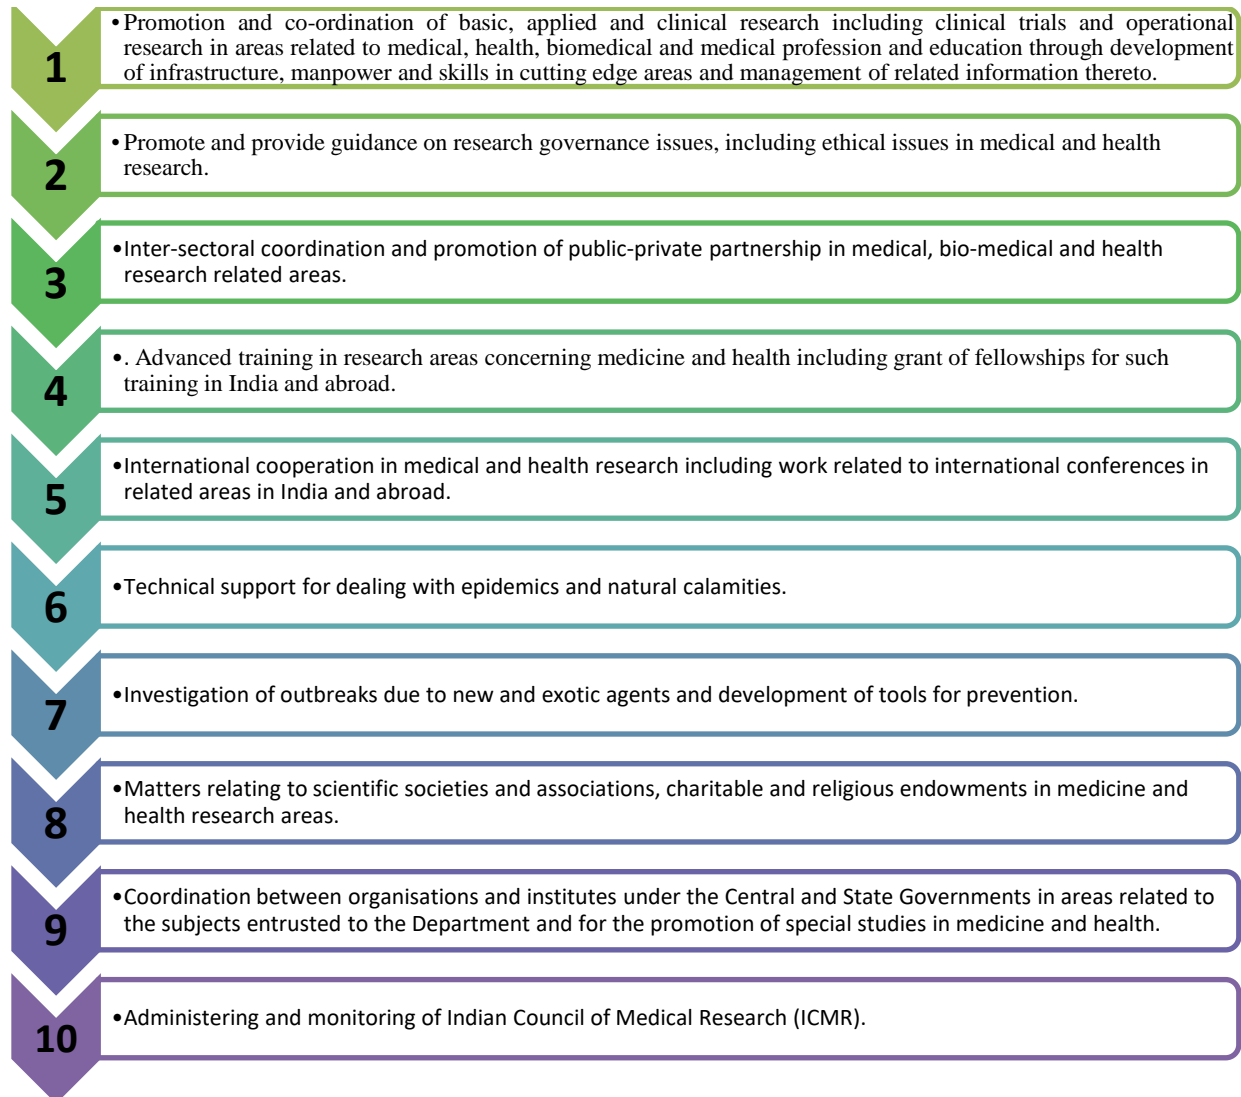 1
• Promotion and co-ordination of basic, applied and clinical research including clinical trials and operational
research in areas related to medical, health, biomedical and medical profession and education through development
of infrastructure, manpower and skills in cutting edge areas and management of related information thereto.
2
• Promote and provide guidance on research governance issues, including ethical issues in medical and health
research.
3
•Inter-sectoral coordination and promotion of public-private partnership in medical, bio-medical and health
research related areas.
4
•. Advanced training in research areas concerning medicine and health including grant of fellowships for such
training in India and abroad.
5
•International cooperation in medical and health research including work related to international conferences in
related areas in India and abroad.
6
•Technical support for dealing with epidemics and natural calamities.
7
•Investigation of outbreaks due to new and exotic agents and development of tools for prevention.
8
•Matters relating to scientific societies and associations, charitable and religious endowments in medicine and
health research areas.
9
•Coordination between organisations and institutes under the Central and State Governments in areas related to
the subjects entrusted to the Department and for the promotion of special studies in medicine and health.
10
•Administering and monitoring of Indian Council of Medical Research (ICMR).